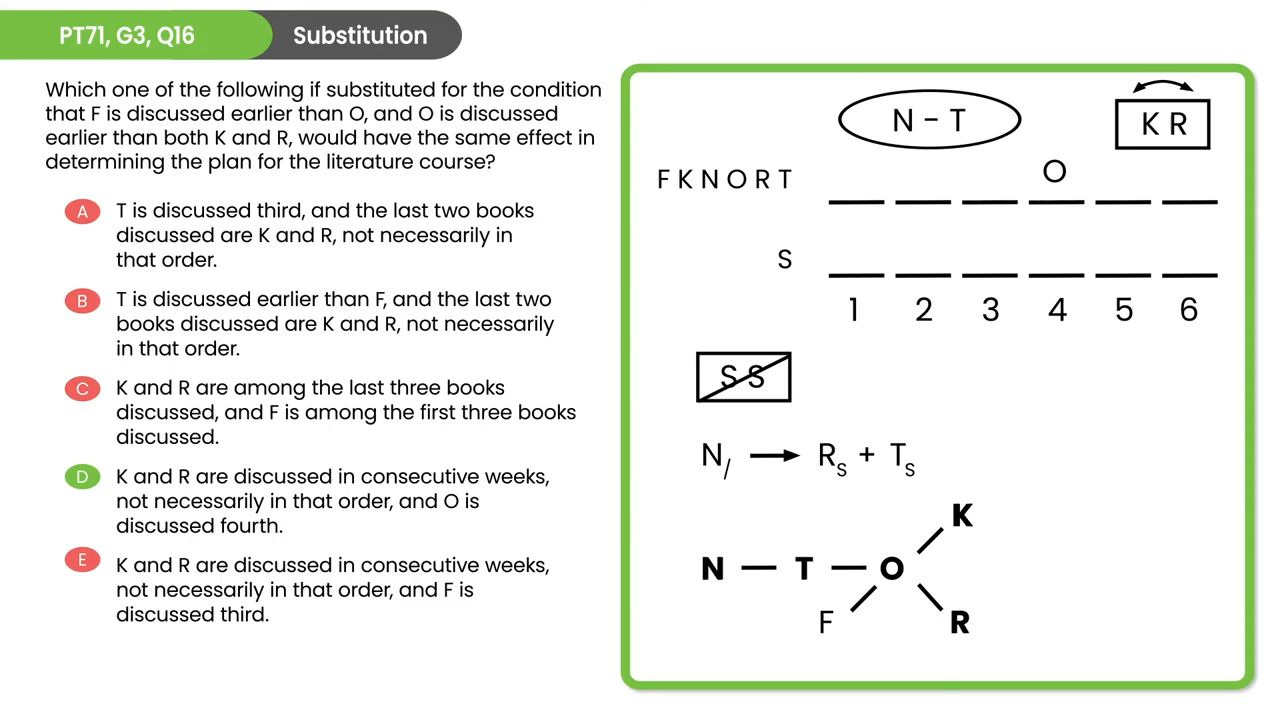 PT71, G3, Q16
Substitution
Which one of the following if substituted for the condition
that F is discussed earlier than O, and O is discussed
earlier than both K and R, would have the same effect in
determining the plan for the literature course?
A
T is discussed third, and the last two books
discussed are K and R, not necessarily in
that order.
B
T is discussed earlier than F, and the last two
books discussed are K and R, not necessarily
in that order.
C
K and R are among the last three books
discussed, and F is among the first three books
discussed.
D
K and R are discussed in consecutive weeks,
not necessarily in that order, and O is
discussed fourth.
E
K and R are discussed in consecutive weeks,
not necessarily in that order, and F is
discussed third.
N – T
K R
F K N O R T
O
S
1 2 3 4 5 6
S S
N/ → Rs + Ts
K
N — T — O
F
R